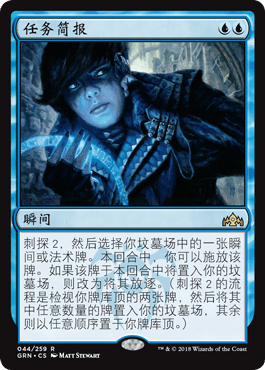 任务简报
瞬间
刺探2，然后选择你坟墓场中的一张瞬
间或法术牌。本回合中，你可以施放该
牌。如果该牌于本回合中将置入你的坟
墓场，则改为将其放逐。（刺探2的流
程是检视你牌库顶的两张牌，然后将其
中任意数量的牌置入你的坟墓场，其余
则以任意顺序置于你牌库顶。）
044/259 R
GRN • CS MATT STEWART
™ & © 2018 Wizards of the Coast